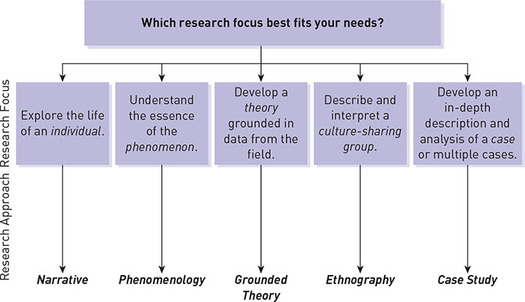 Which research focus best fits your needs?
Research Focus
Explore the life
of an individual.
Understand
the essence
of the
phenomenon.
Develop a
theory
grounded in
data from the
field.
Describe and
interpret a
culture-sharing
group.
Develop an
in-depth
description and
analysis of a case
or multiple cases.
Research Approach
Narrative
Phenomenology
Grounded
Theory
Ethnography
Case Study